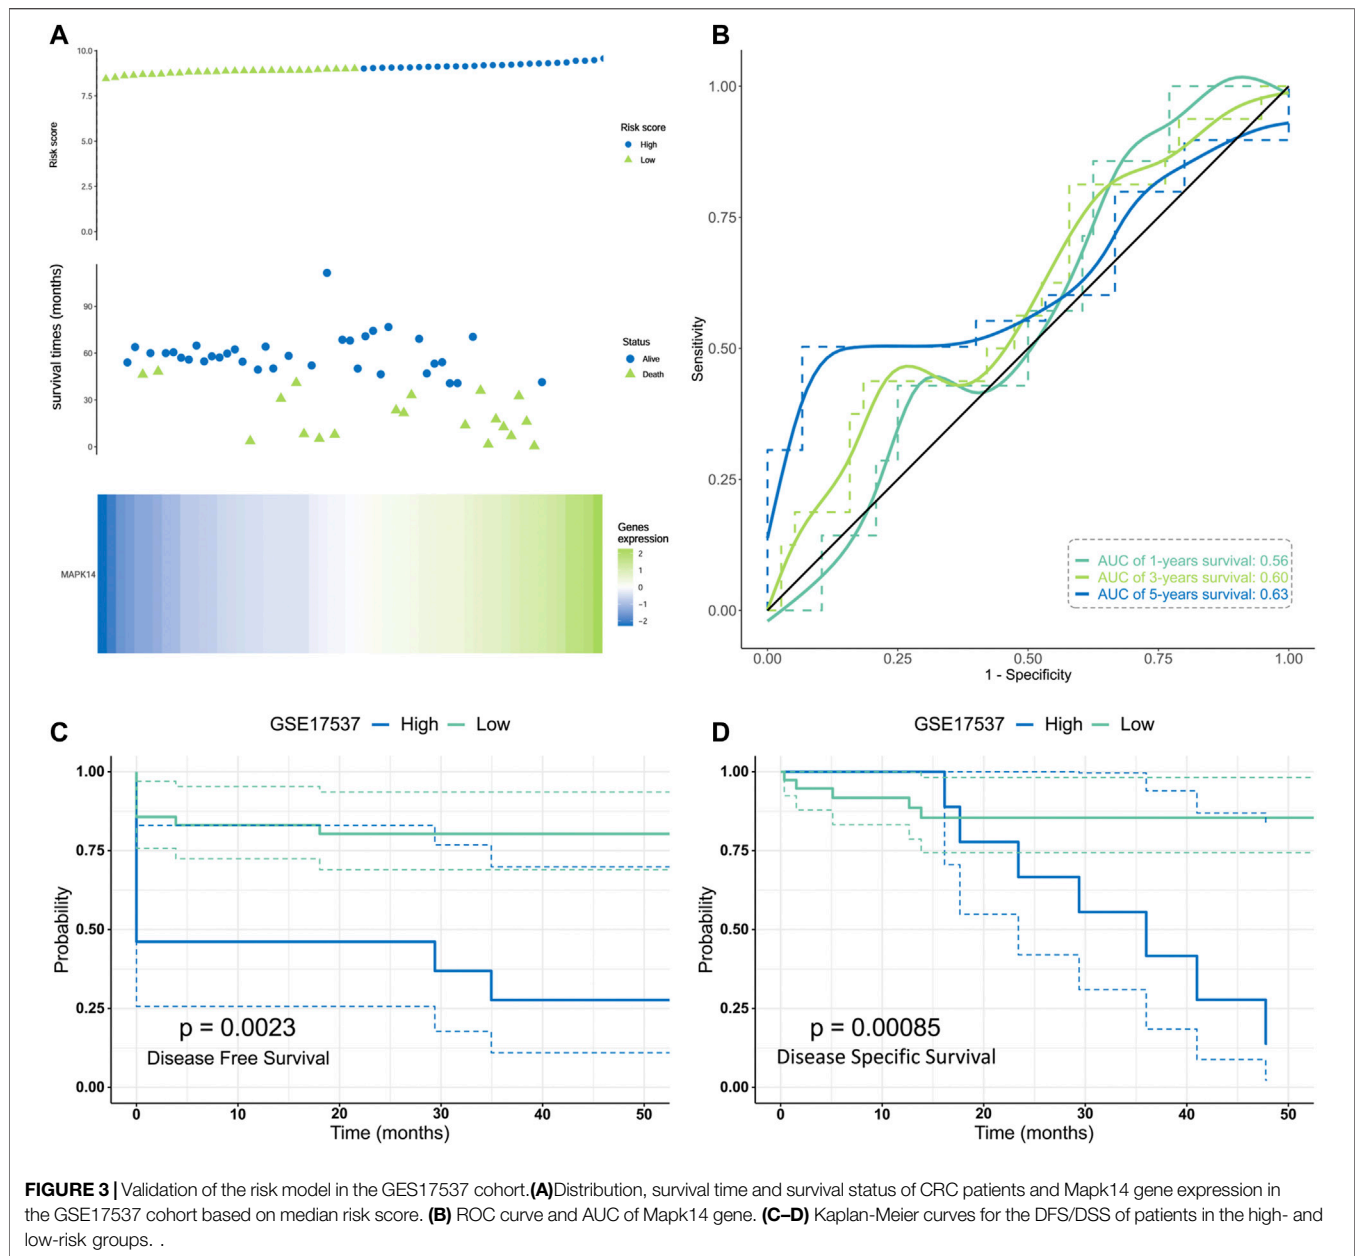 A
10.0
7.5
5.0
2.5
0.0
Risk score
Risk score
High
Low
survival times (months)
90
60
30
0
Status
Alive
Death
MAPK14
Genes
expression
2
1
0
−1
−2
B
1.00
0.75
0.50
0.25
0.00
Sensitivity
AUC of 1-years survival: 0.56
AUC of 3-years survival: 0.60
AUC of 5-years survival: 0.63
0.00 0.25 0.50 0.75 1.00
1 - Specificity
C
GSE17537 High Low
1.00
0.75
0.50
0.25
0.00
Probability
p = 0.0023
Disease Free Survival
0 10 20 30 40 50
Time (months)
D
GSE17537 High Low
1.00
0.75
0.50
0.25
0.00
Probability
p = 0.00085
Disease Specific Survival
0 10 20 30 40 50
Time (months)
FIGURE 3 | Validation of the risk model in the GES17537 cohort.(A)Distribution, survival time and survival status of CRC patients and Mapk14 gene expression in
the GSE17537 cohort based on median risk score. (B) ROC curve and AUC of Mapk14 gene. (C–D) Kaplan-Meier curves for the DFS/DSS of patients in the high- and
low-risk groups. .